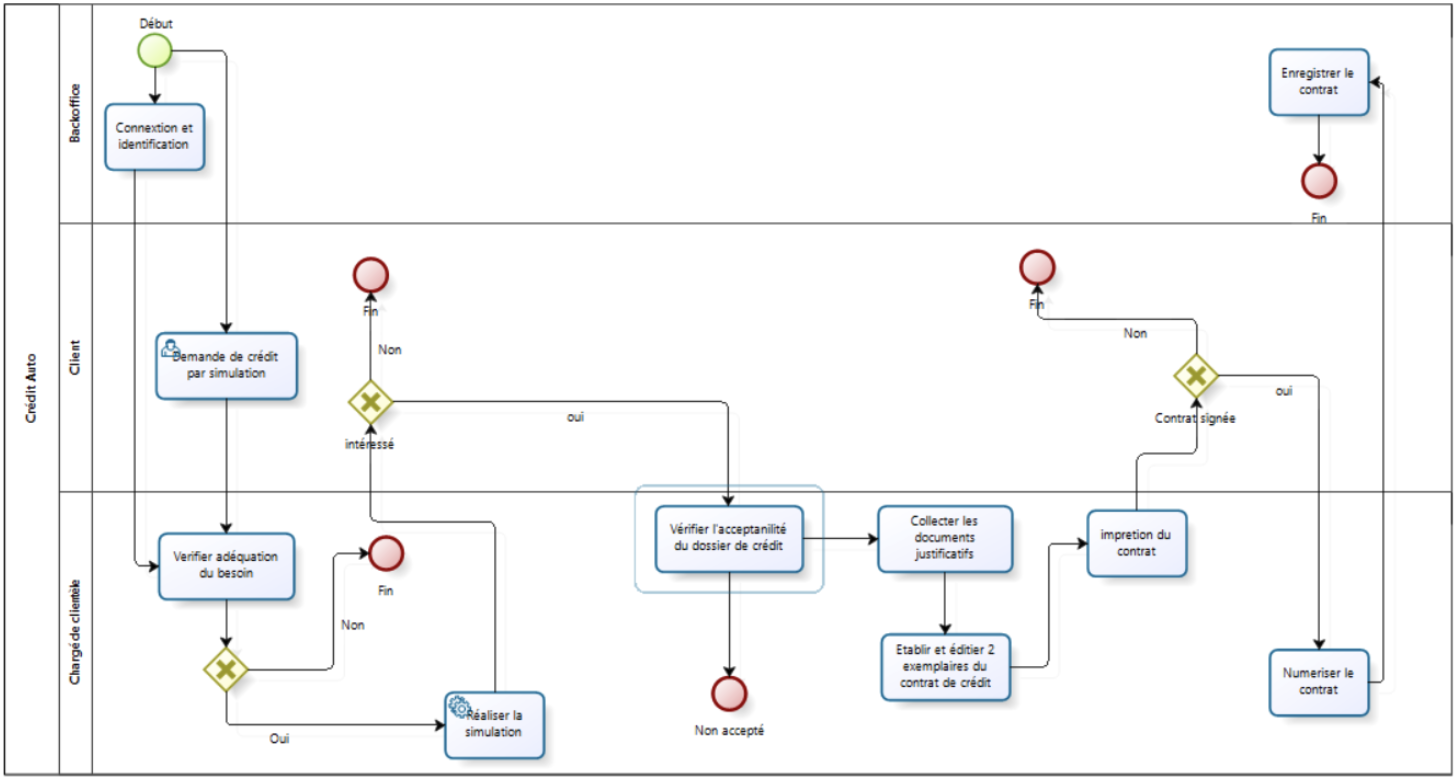 Crédit Auto
Backoffice
Début
Connextion et
identification
Enregistrer le
contrat
Fin
Client
Demande de crédit
par simulation
Fin
Non
intéressé
oui
Fin
Non
Contrat signée
oui
Chargé de clientèle
Verifier adéquation
du besoin
Fin
Non
Oui
Réaliser la
simulation
Vérifier l'acceptanilité
du dossier de crédit
Non accepté
Collecter les
documents
justificatifs
Etablir et éditier 2
exemplaires du
contrat de crédit
impretion du
contrat
Numeriser le
contrat